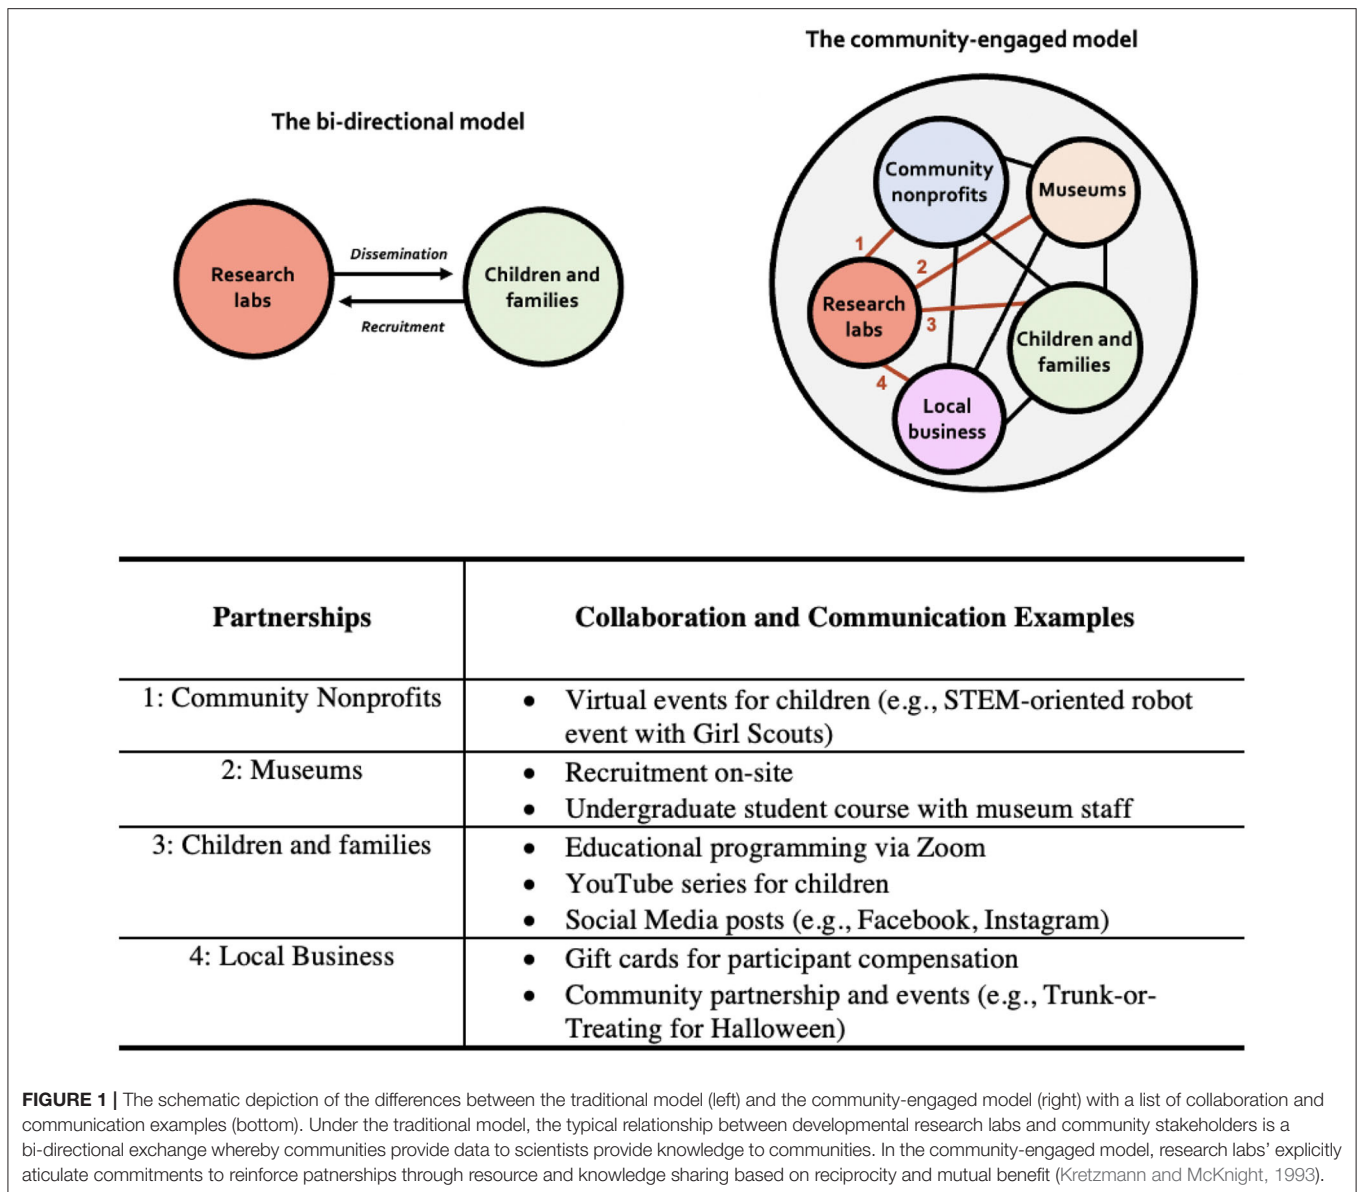 The community-engaged model
The bi-directional model
Research
labs
Dissemination
Recruitment
Children and
families
Community
nonprofits
Museums
1
2
Research
labs
3
Children and
families
4
Local
business
Partnerships
Collaboration and Communication Examples
1: Community Nonprofits
• Virtual events for children (e.g., STEM-oriented robot
event with Girl Scouts)
2: Museums
• Recruitment on-site
• Undergraduate student course with museum staff
3: Children and families
• Educational programming via Zoom
• YouTube series for children
• Social Media posts (e.g., Facebook, Instagram)
4: Local Business
• Gift cards for participant compensation
• Community partnership and events (e.g., Trunk-or-
Treating for Halloween)
FIGURE 1 | The schematic depiction of the differences between the traditional model (left) and the community-engaged model (right) with a list of collaboration and
communication examples (bottom). Under the traditional model, the typical relationship between developmental research labs and community stakeholders is a
bi-directional exchange whereby communities provide data to scientists provide knowledge to communities. In the community-engaged model, research labs' explicitly
aticulate commitments to reinforce patnerships through resource and knowledge sharing based on reciprocity and mutual benefit (Kretzmann and McKnight, 1993).